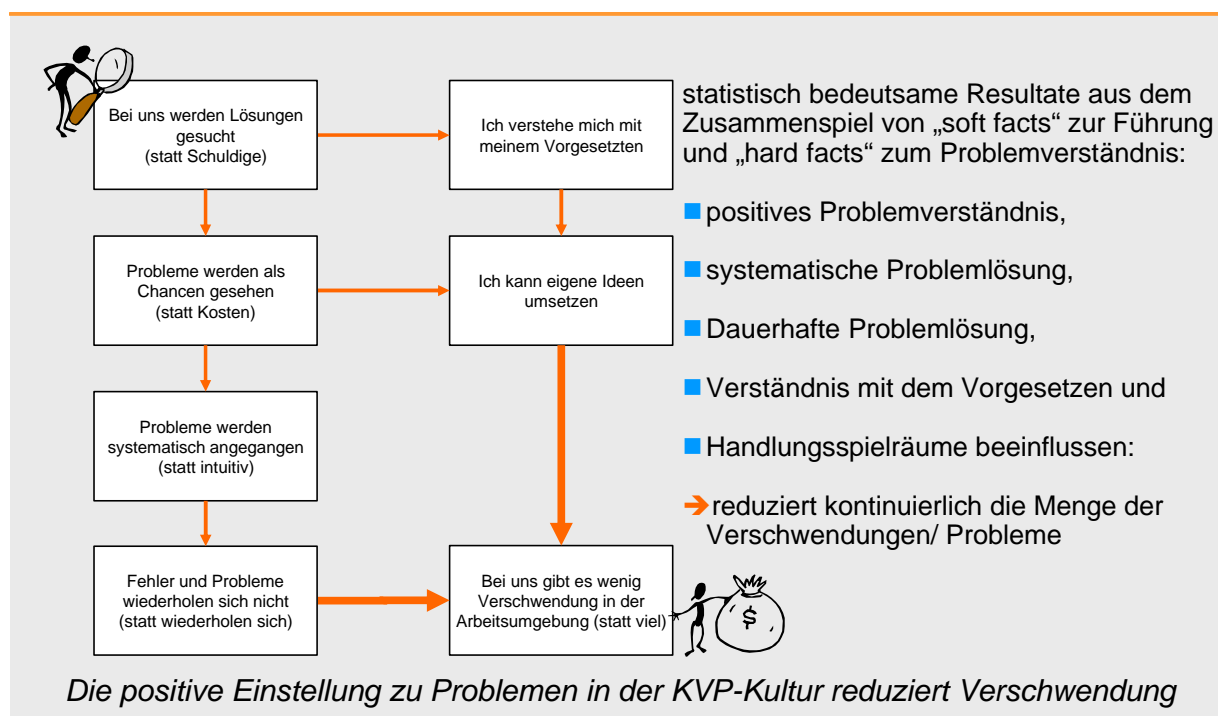 Bei uns werden Lösungen
gesucht
(statt Schuldige)
Ich verstehe mich mit
meinem Vorgesetzten
Probleme werden als
Chancen gesehen
(statt Kosten)
Ich kann eigene Ideen
umsetzen
Probleme werden
systematisch angegangen
(statt intuitiv)
Fehler und Probleme
wiederholen sich nicht
(statt wiederholen sich)
Bei uns gibt es wenig
Verschwendung in der
Arbeitsumgebung (statt viel)
$
statistisch bedeutsame Resultate aus dem
Zusammenspiel von „soft facts“ zur Führung
und „hard facts“ zum Problemverständnis:
positives Problemverständnis,
systematische Problemlösung,
Dauerhafte Problemlösung,
Verständnis mit dem Vorgesetzen und
Handlungsspielräume beeinflussen:
reduziert kontinuierlich die Menge der
Verschwendungen/ Probleme
Die positive Einstellung zu Problemen in der KVP-Kultur reduziert Verschwendung